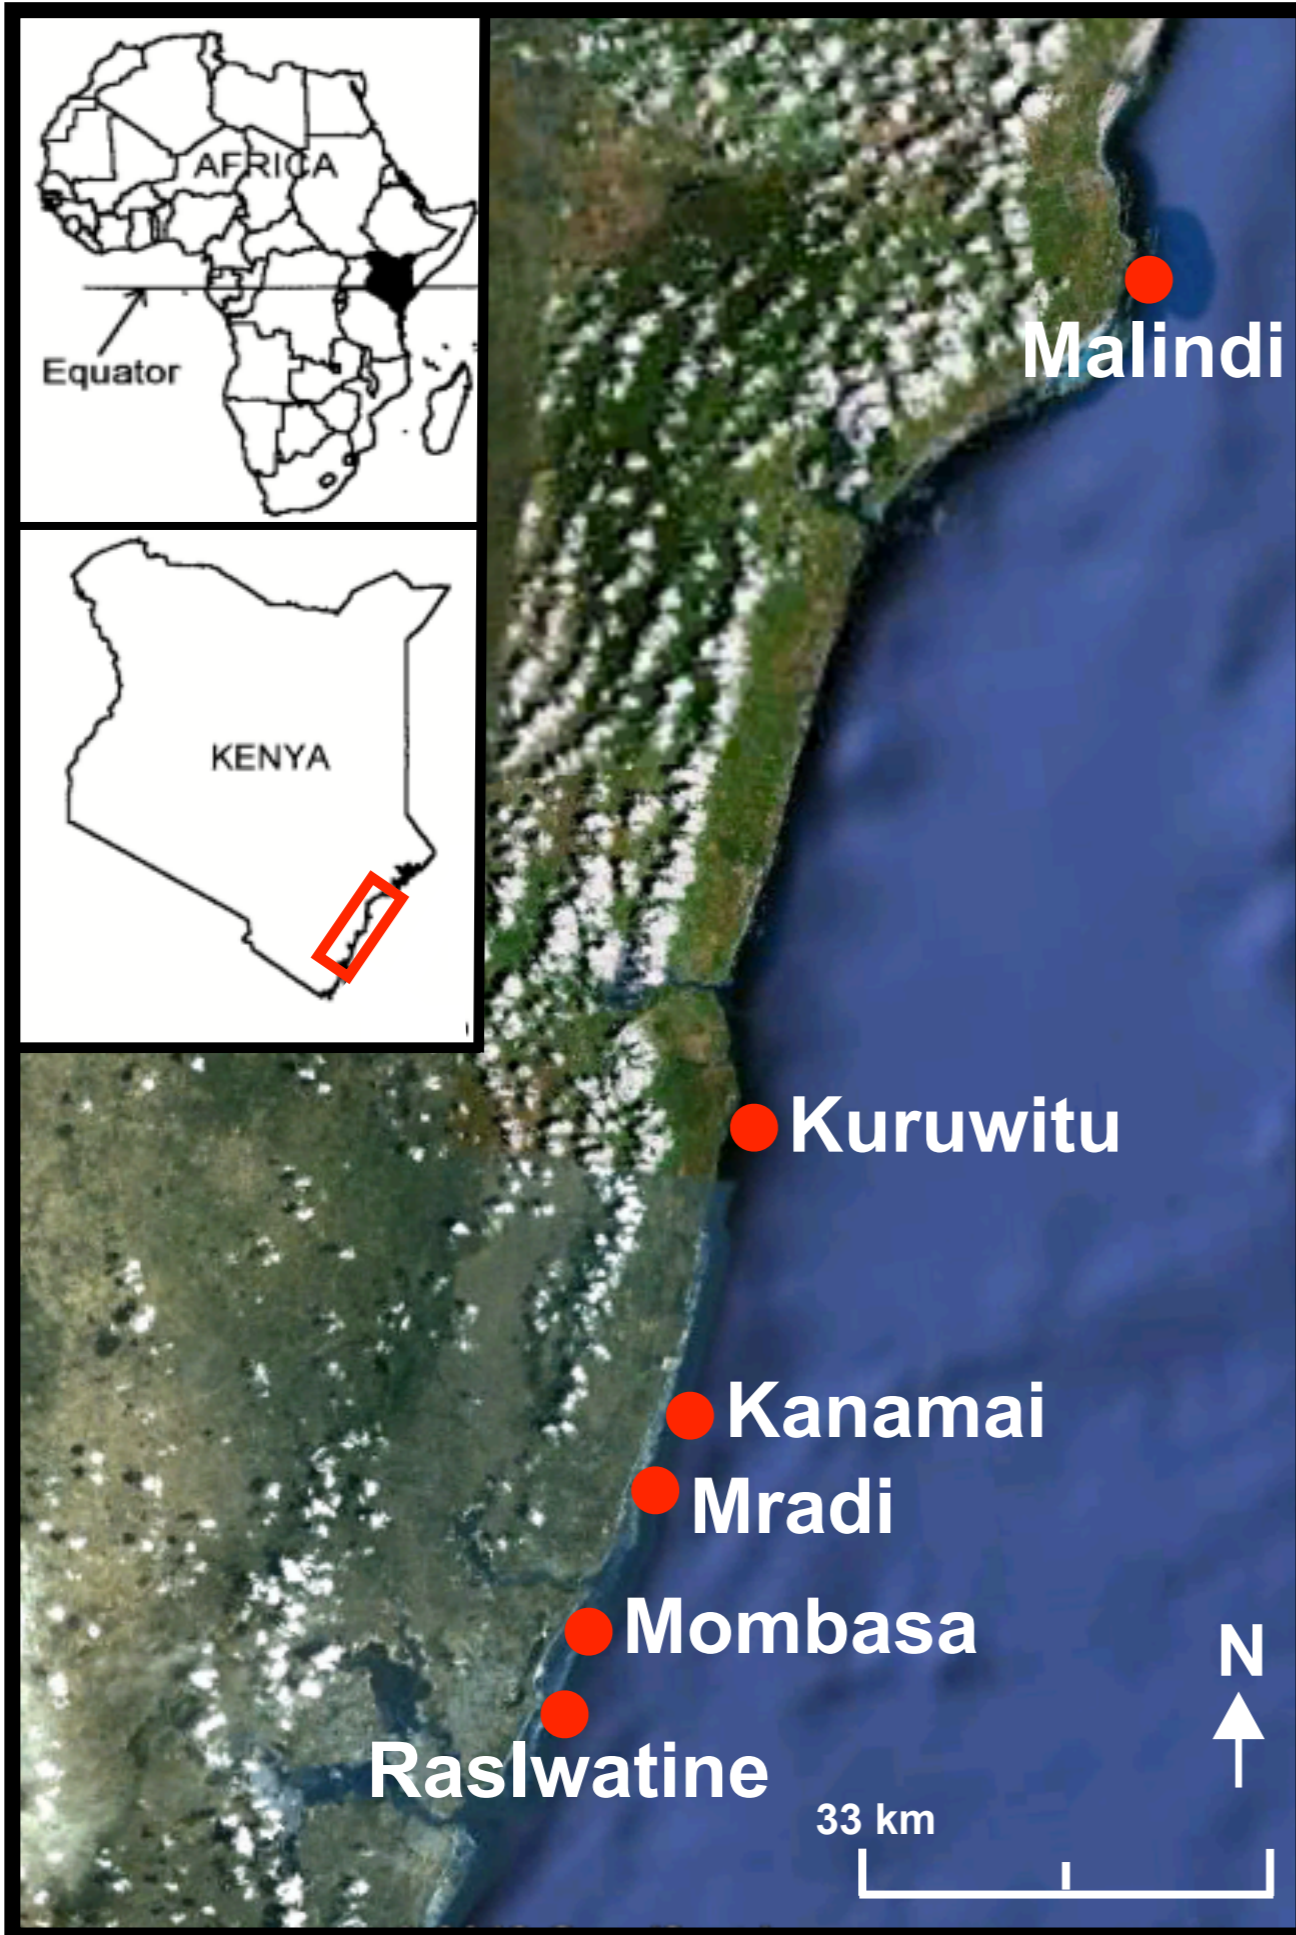 AFRICA
Equator
KENYA
Malindi
Kuruwitu
Kanamai
Mradi
Mombasa
RasIwatine
N
33 km